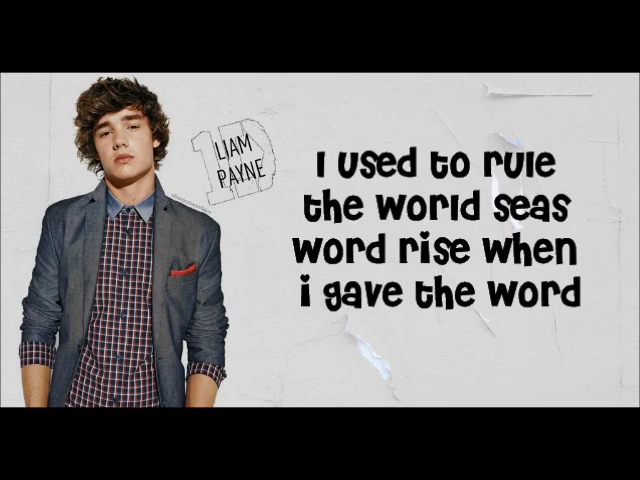 LIAM
PAYNE
1D
I used to rule
the world seas
word rise when
i gave the word